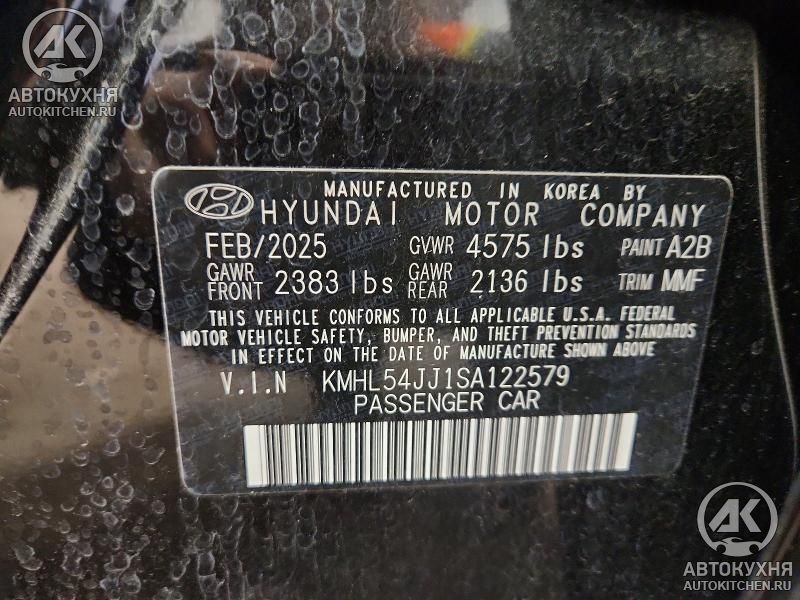 АК
АВТОКУХНЯ
AUTOKITCHEN.RU
MANUFACTURED IN KOREA BY
HYUNDAI MOTOR COMPANY
FEB/2025 GVWR 4575 lbs PAINT A2B
GAWR FRONT 2383 lbs GAWR REAR 2136 lbs TRIM MMF
THIS VEHICLE CONFORMS TO ALL APPLICABLE U.S.A. FEDERAL
MOTOR VEHICLE SAFETY, BUMPER, AND THEFT PREVENTION STANDARDS
IN EFFECT ON THE DATE OF MANUFACTURE SHOWN ABOVE
V.I.N KMHL54JJ1SA122579
PASSENGER CAR
АК
АВТОКУХНЯ
AUTOKITCHEN.RU